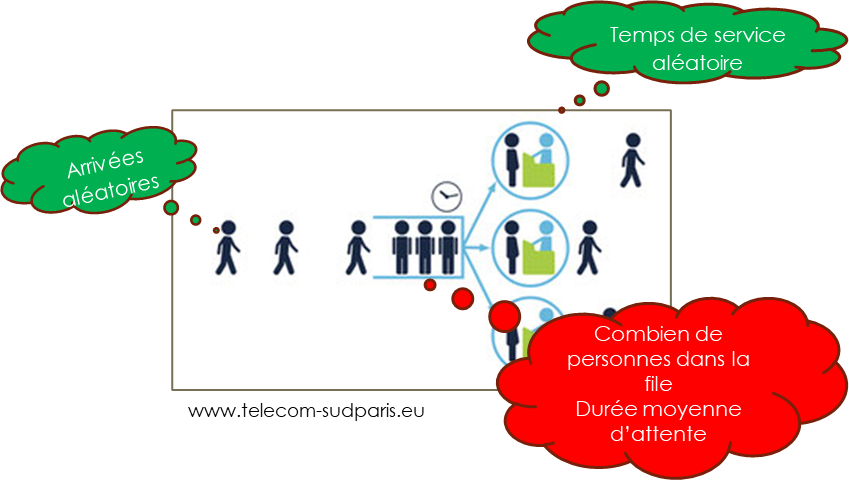 Temps de service
aléatoire
Arrivées
aléatoires
Combien de
personnes dans la
file
Durée moyenne
d’attente
www.telecom-sudparis.eu